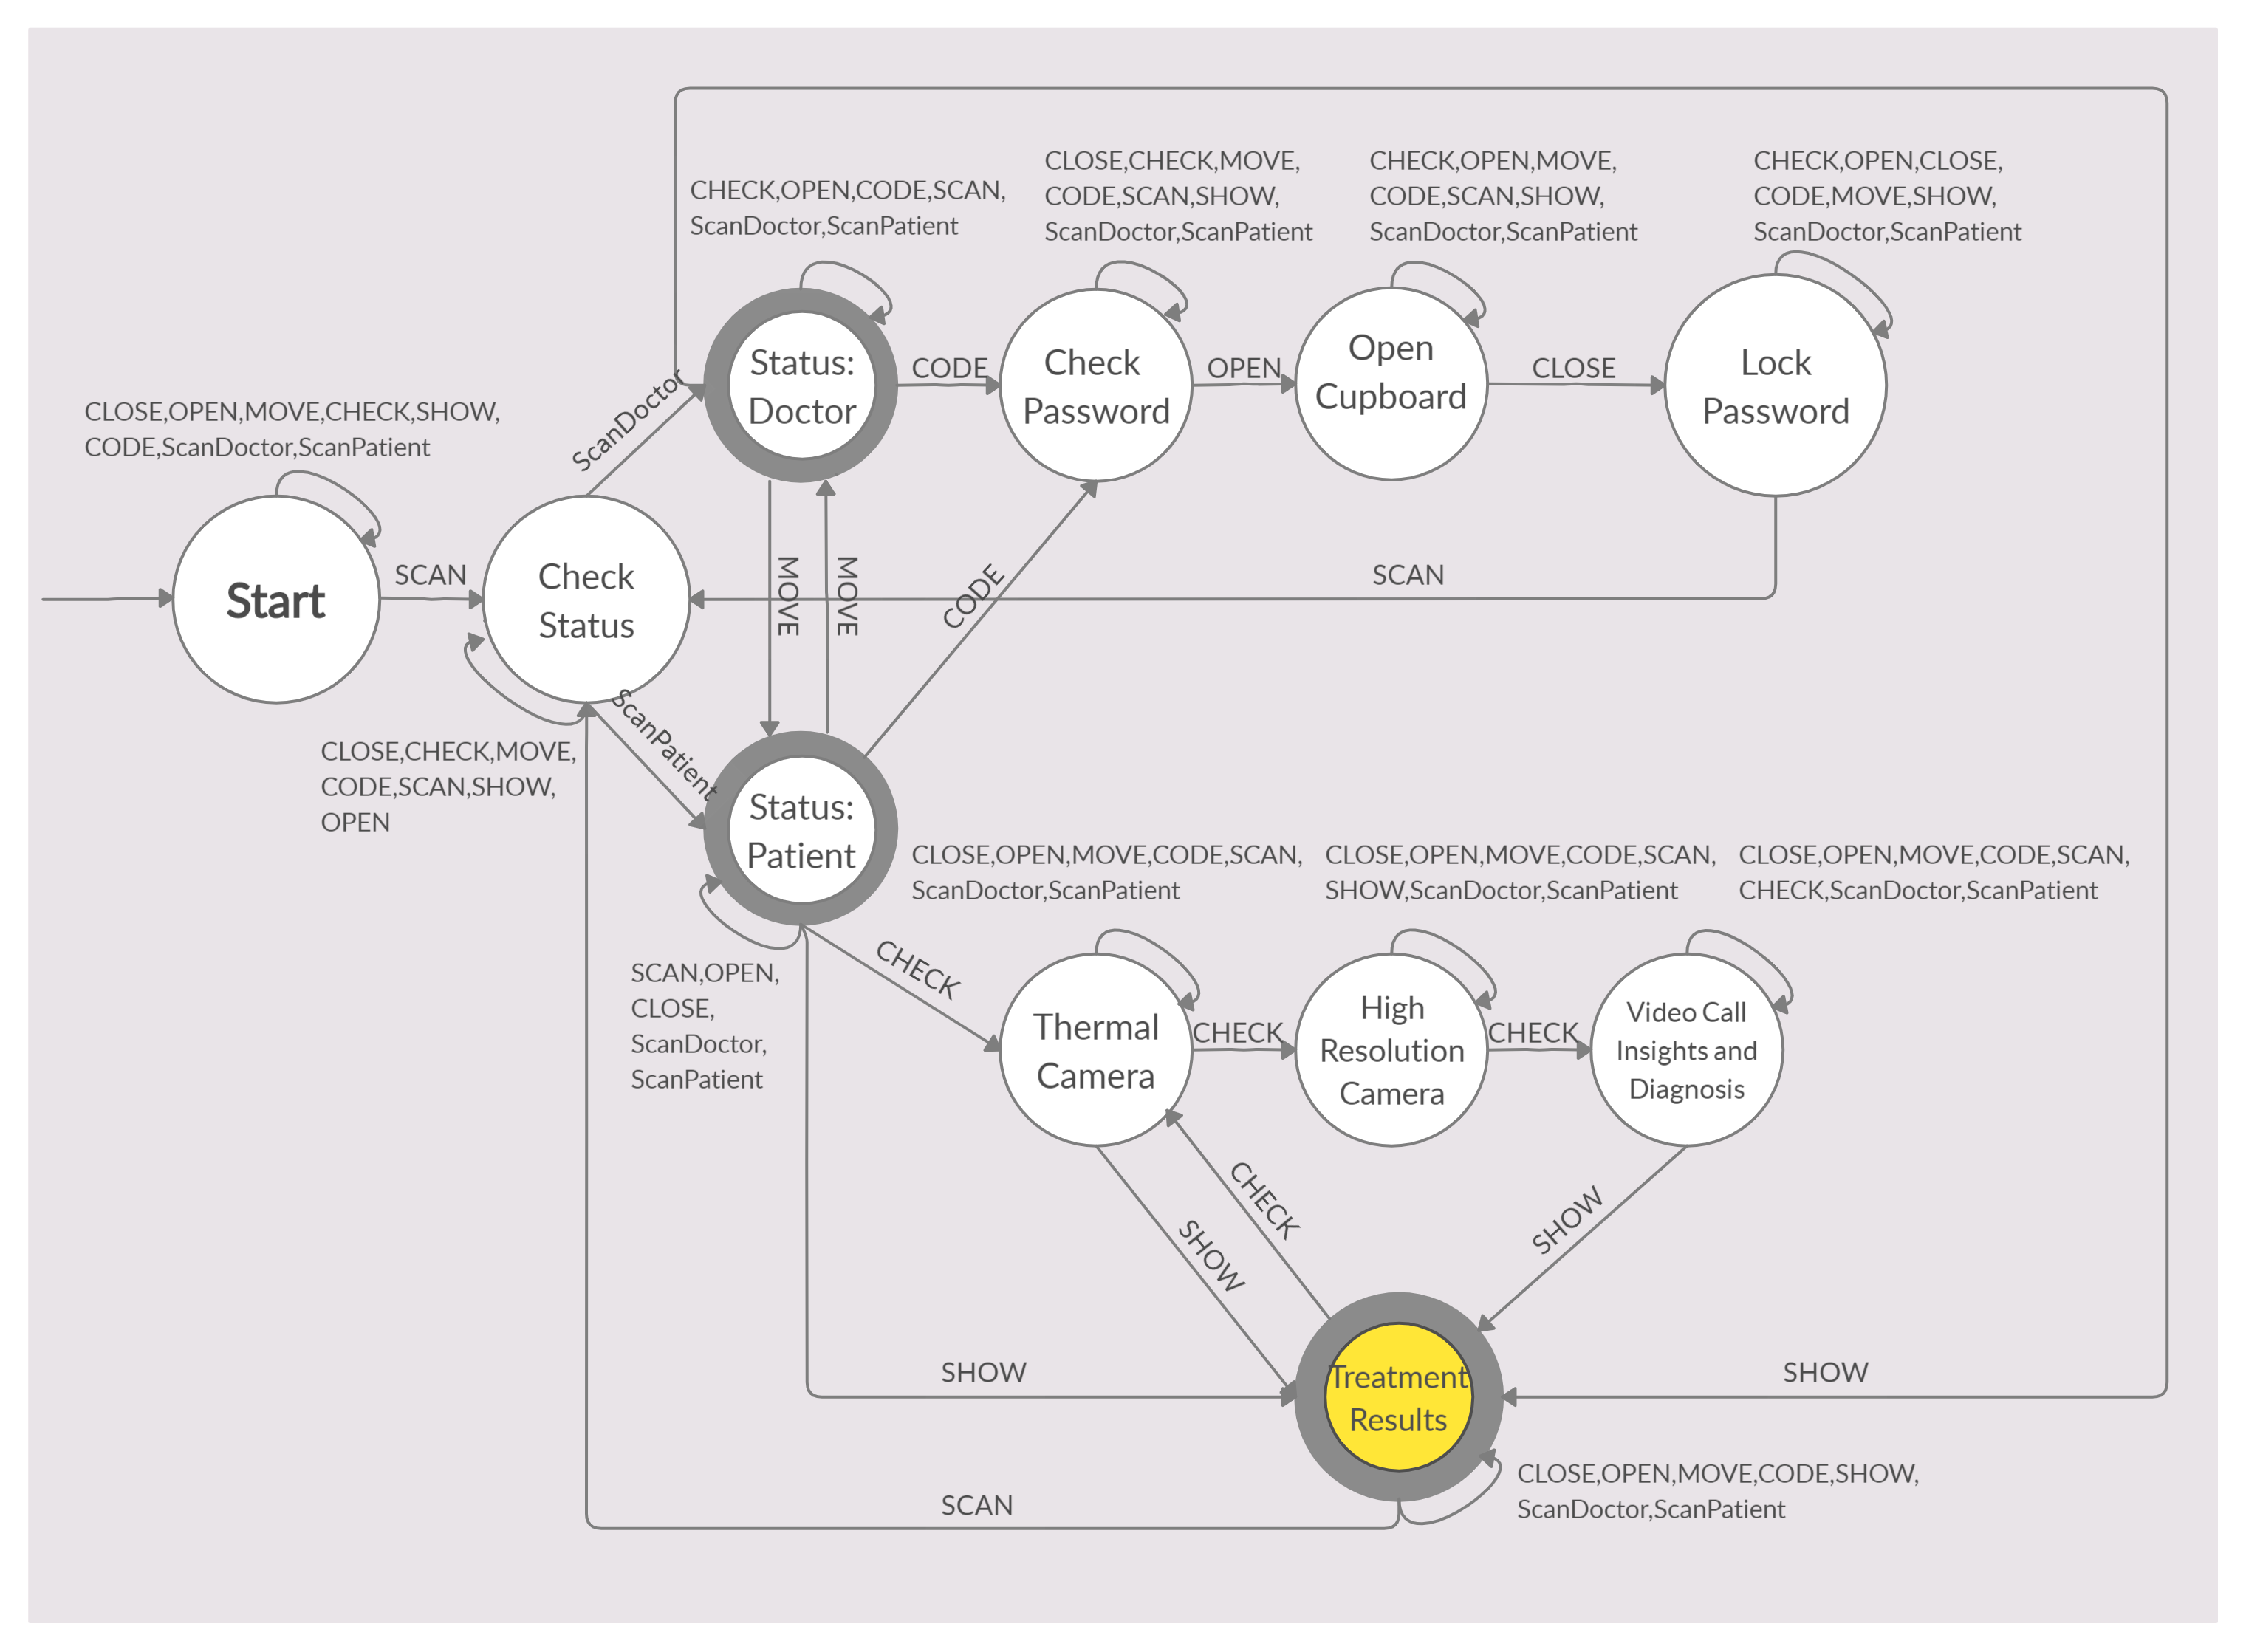 CHECK,OPEN,CODE,SCAN,
ScanDoctor,ScanPatient
CLOSE,CHECK,MOVE,
CODE,SCAN,SHOW,
ScanDoctor,ScanPatient
CHECK,OPEN,MOVE,
CODE,SCAN,SHOW,
ScanDoctor,ScanPatient
CHECK,OPEN,CLOSE,
CODE,MOVE,SHOW,
ScanDoctor,ScanPatient
Status:
Doctor
CODE
Check
Password
OPEN
Open
Cupboard
CLOSE
Lock
Password
CLOSE,OPEN,MOVE,CHECK,SHOW,
CODE,ScanDoctor,ScanPatient
ScanDoctor
Start
SCAN
Check
Status
MOVE
MOVE
CODE
SCAN
ScanPatient
CLOSE,CHECK,MOVE,
CODE,SCAN,SHOW,
OPEN
Status:
Patient
CLOSE,OPEN,MOVE,CODE,SCAN,
ScanDoctor,ScanPatient
CLOSE,OPEN,MOVE,CODE,SCAN,
SHOW,ScanDoctor,ScanPatient
CLOSE,OPEN,MOVE,CODE,SCAN,
CHECK,ScanDoctor,ScanPatient
SCAN,OPEN,
CLOSE,
ScanDoctor,
ScanPatient
CHECK
Thermal
Camera
CHECK
High
Resolution
Camera
CHECK
Video Call
Insights and
Diagnosis
CHECK
SHOW
SHOW
SHOW
Treatment
Results
SHOW
CLOSE,OPEN,MOVE,CODE,SHOW,
ScanDoctor,ScanPatient
SCAN